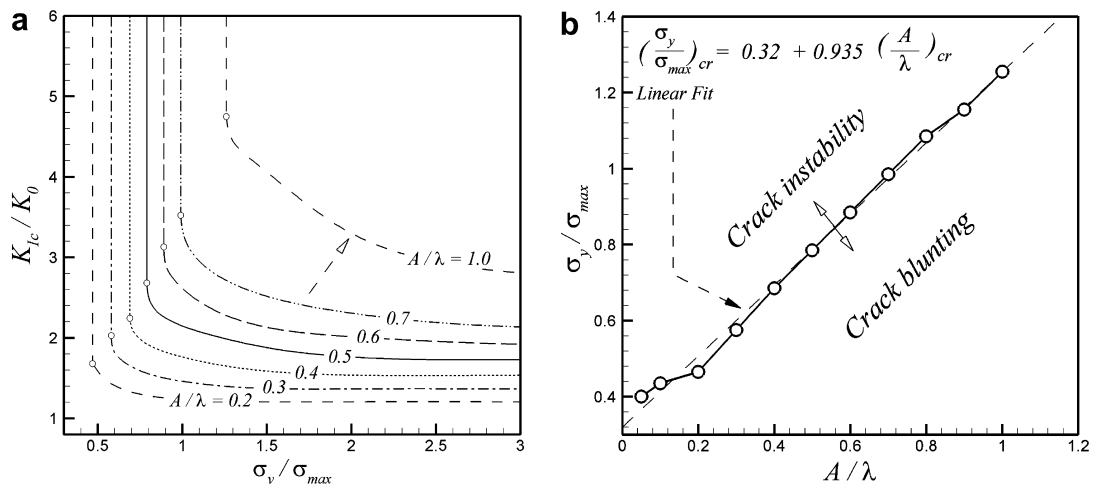 a
6
5
4
3
2
1
K_Ic / K_0
0.5
1
1.5
2
2.5
3
σ_y / σ_max
A / λ = 1.0
0.7
0.6
0.5
0.4
0.3
A / λ = 0.2
b
1.4
1.2
1
0.8
0.6
0.4
σ_y / σ_max
0
0.2
0.4
0.6
0.8
1
1.2
A / λ
(σ_y/σ_max)_cr = 0.32 + 0.935 (A/λ)_cr
Linear Fit
Crack instability
Crack blunting